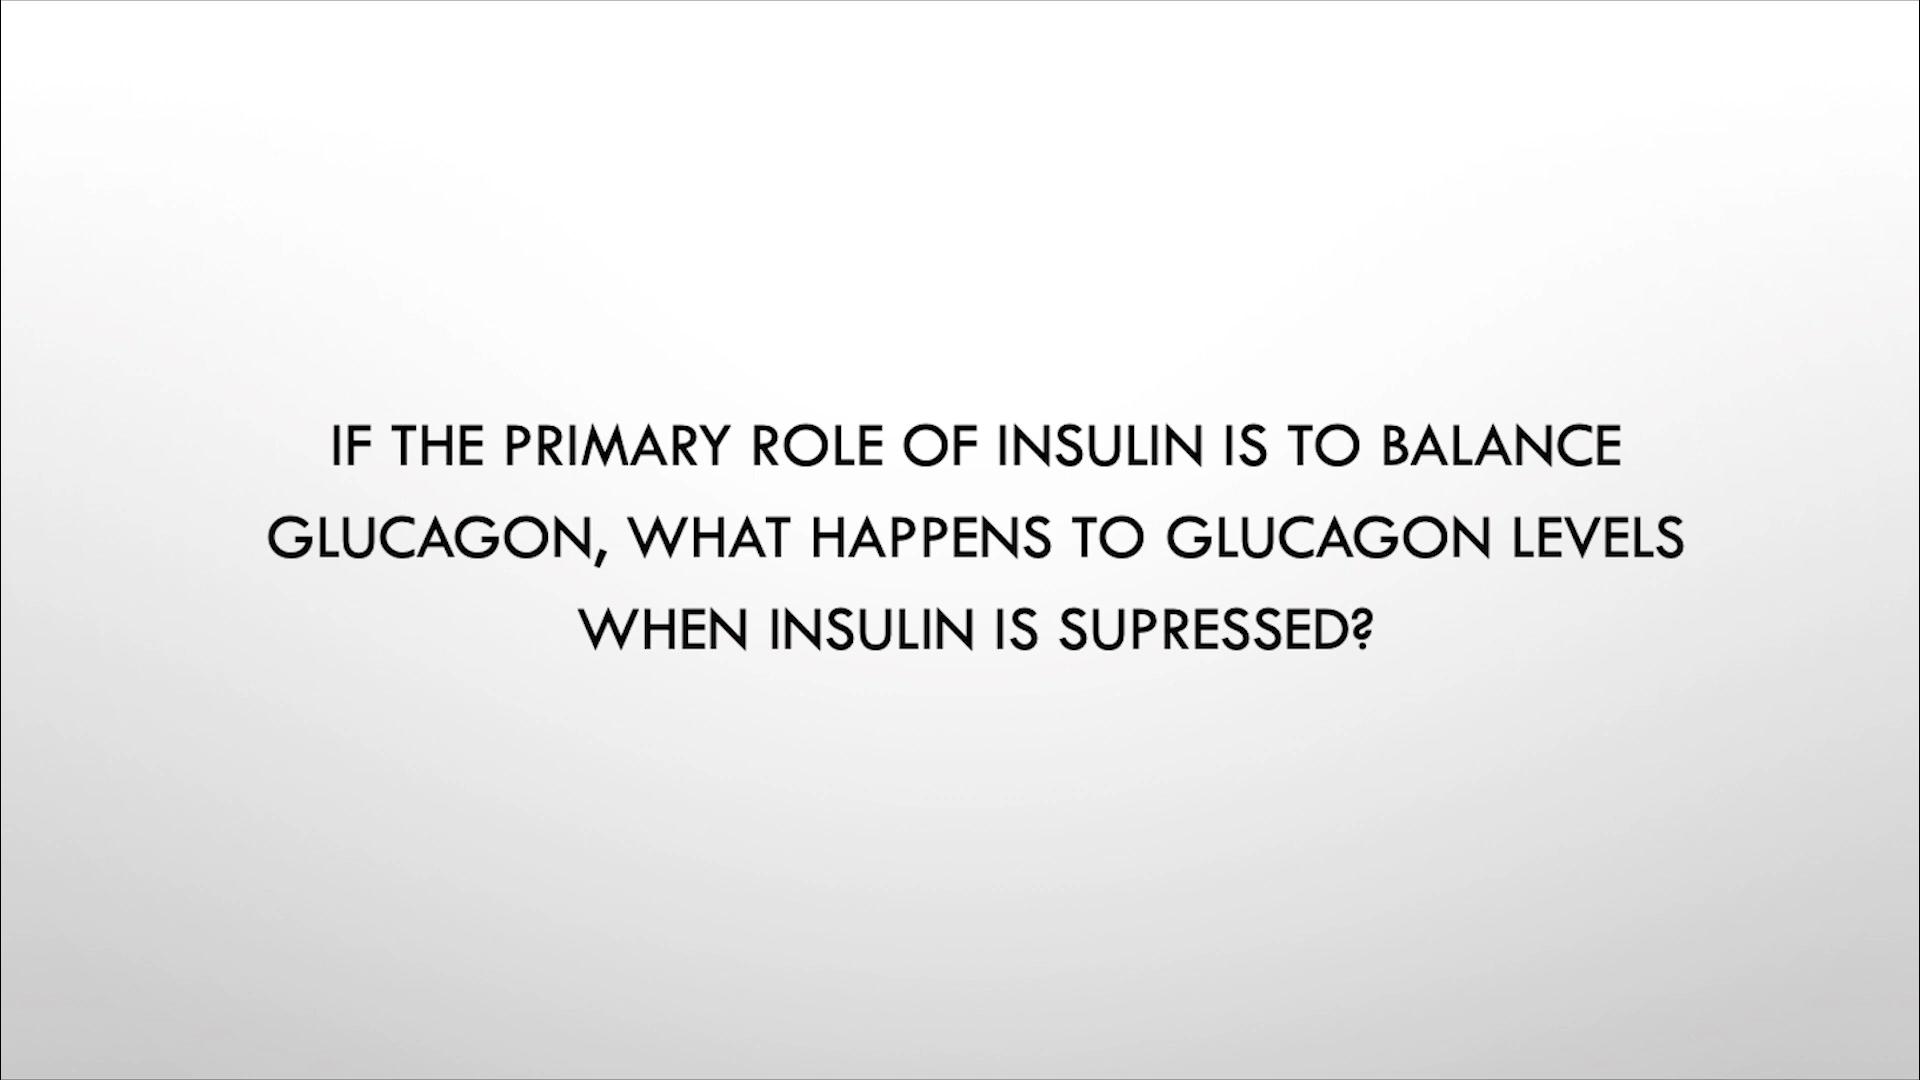 IF THE PRIMARY ROLE OF INSULIN IS TO BALANCE
GLUCAGON, WHAT HAPPENS TO GLUCAGON LEVELS
WHEN INSULIN IS SUPRESSED?